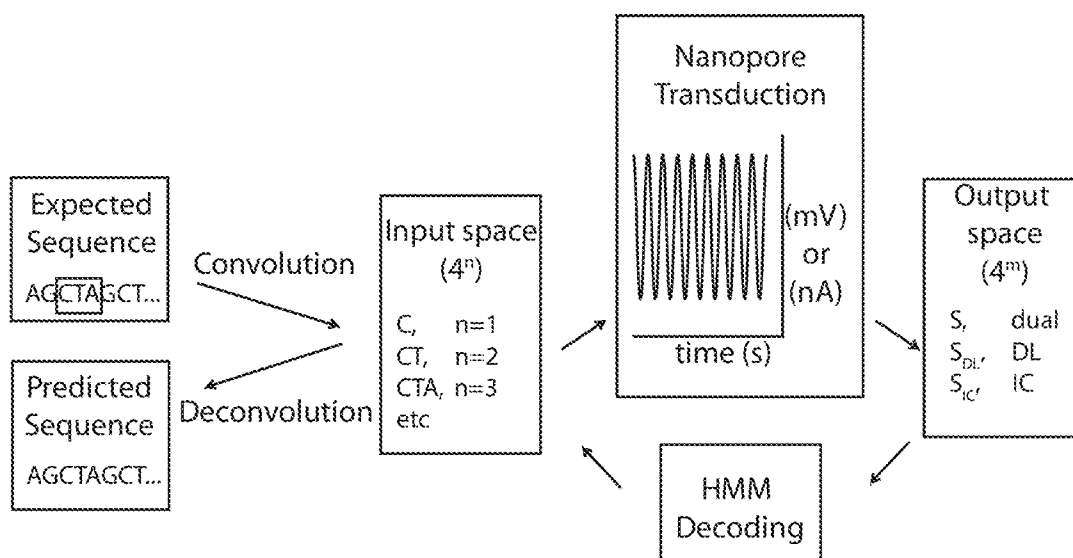 Expected
Sequence
AGCTAGCT...
Predicted
Sequence
AGCTAGCT...
Convolution
Deconvolution
Input space
(4ⁿ)
C, n=1
CT, n=2
CTA, n=3
etc
Nanopore
Transduction
(mV)
or
(nA)
time (s)
Output
space
(4ᵐ)
S, dual
S_DL, DL
S_IC, IC
HMM
Decoding